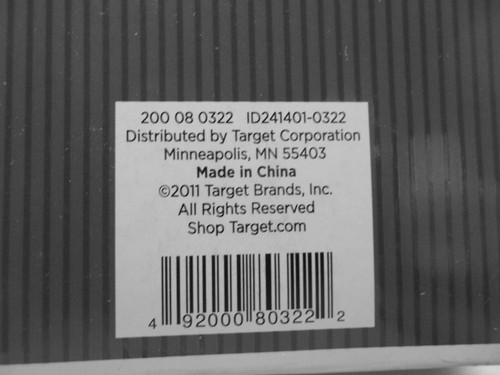 200 08 0322 ID241401-0322
Distributed by Target Corporation
Minneapolis, MN 55403
Made in China
©2011 Target Brands, Inc.
All Rights Reserved
Shop Target.com
4 92000 80322 2